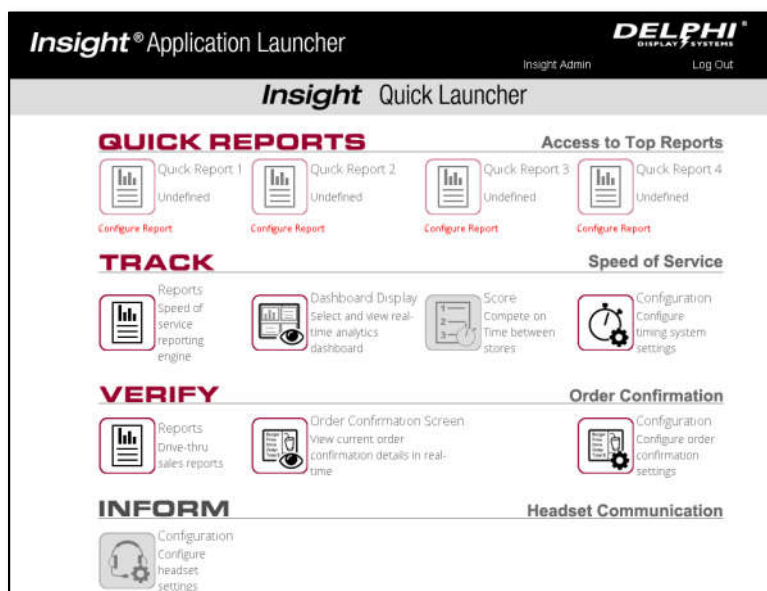 Insight® Application Launcher
DELPHI®
DISPLAY SYSTEMS
Insight Admin
Log Out
Insight Quick Launcher
QUICK REPORTS
Access to Top Reports
Quick Report 1
Undefined
Configure Report
Quick Report 2
Undefined
Configure Report
Quick Report 3
Undefined
Configure Report
Quick Report 4
Undefined
Configure Report
TRACK
Speed of Service
Reports
Speed of
service
reporting
engine
Dashboard Display
Select and view real-
time analytics
dashboard
1
2
3
Score
Compete on
Time between
stores
Configuration
Configure
timing system
settings
VERIFY
Order Confirmation
Reports
Drive-thru
sales reports
Order Confirmation Screen
View current order
confirmation details in real-
time
Configuration
Configure order
confirmation
settings
INFORM
Headset Communication
Configuration
Configure
headset
settings